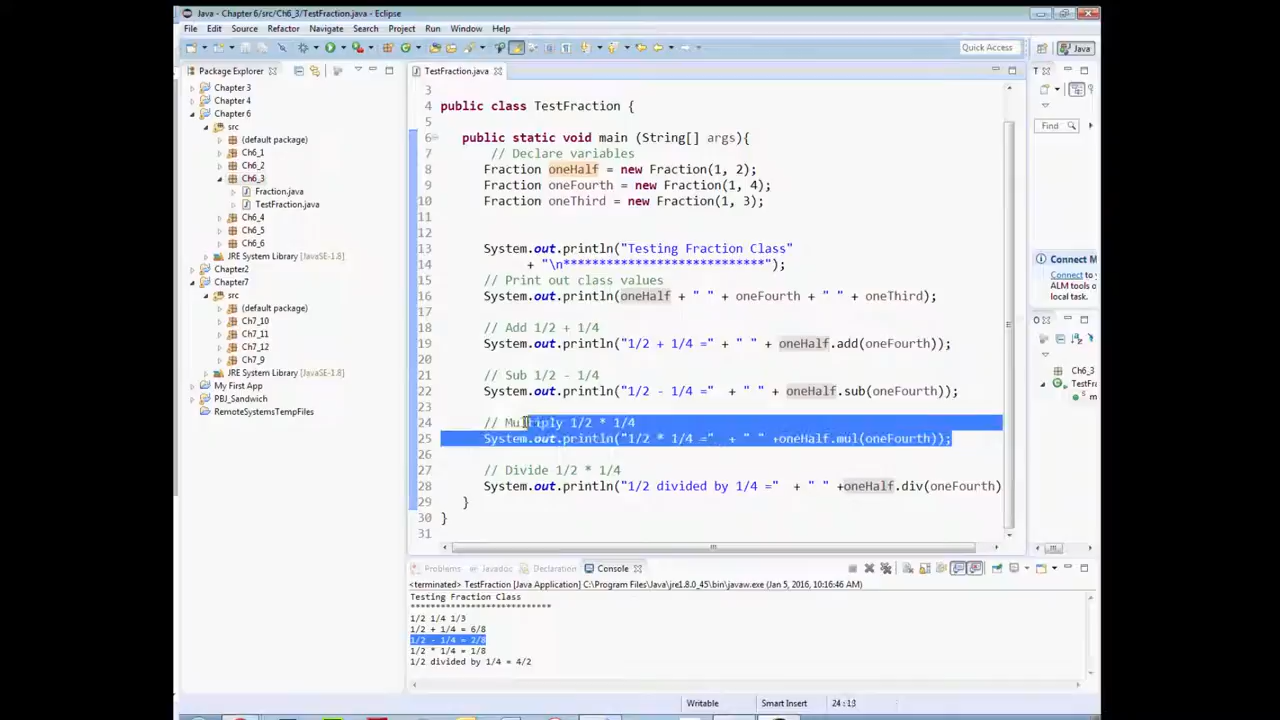 Java - Chapter 6/src/Ch6_3/TestFraction.java - Eclipse
File Edit Source Refactor Navigate Search Project Run Window Help
Quick Access
Java
Package Explorer
Chapter 3
Chapter 4
Chapter 6
src
(default package)
Ch6_1
Ch6_2
Ch6_3
Fraction.java
TestFraction.java
Ch6_4
Ch6_5
Ch6_6
JRE System Library [JavaSE-1.8]
Chapter2
Chapter7
src
(default package)
Ch7_10
Ch7_11
Ch7_12
Ch7_9
JRE System Library [JavaSE-1.8]
My First App
PBJ_Sandwich
RemoteSystemsTempFiles
TestFraction.java
3
4 public class TestFraction {
5
6 public static void main (String[] args){
7 // Declare variables
8 Fraction oneHalf = new Fraction(1, 2);
9 Fraction oneFourth = new Fraction(1, 4);
10 Fraction oneThird = new Fraction(1, 3);
11
12
13 System.out.println("Testing Fraction Class"
14 + "\n****************************");
15 // Print out class values
16 System.out.println(oneHalf + " " + oneFourth + " " + oneThird);
17
18 // Add 1/2 + 1/4
19 System.out.println("1/2 + 1/4 =" + " " + oneHalf.add(oneFourth));
20
21 // Sub 1/2 - 1/4
22 System.out.println("1/2 - 1/4 =" + " " + oneHalf.sub(oneFourth));
23
24 // Multiply 1/2 * 1/4
25 System.out.println("1/2 * 1/4 =" + " " +oneHalf.mul(oneFourth));
26
27 // Divide 1/2 * 1/4
28 System.out.println("1/2 divided by 1/4 =" + " " +oneHalf.div(oneFourth)
29 }
30 }
31
T
Find
Connect M
Connect to
ALM tools o
local task.
O
Ch6_3
TestFr
m
Problems Javadoc Declaration Console
<terminated> TestFraction [Java Application] C:\Program Files\Java\jre1.8.0_45\bin\javaw.exe (Jan 5, 2016, 10:16:46 AM)
Testing Fraction Class
****************************
1/2 1/4 1/3
1/2 + 1/4 = 6/8
1/2 - 1/4 = 2/8
1/2 * 1/4 = 1/8
1/2 divided by 1/4 = 4/2
Writable Smart Insert 24 : 13